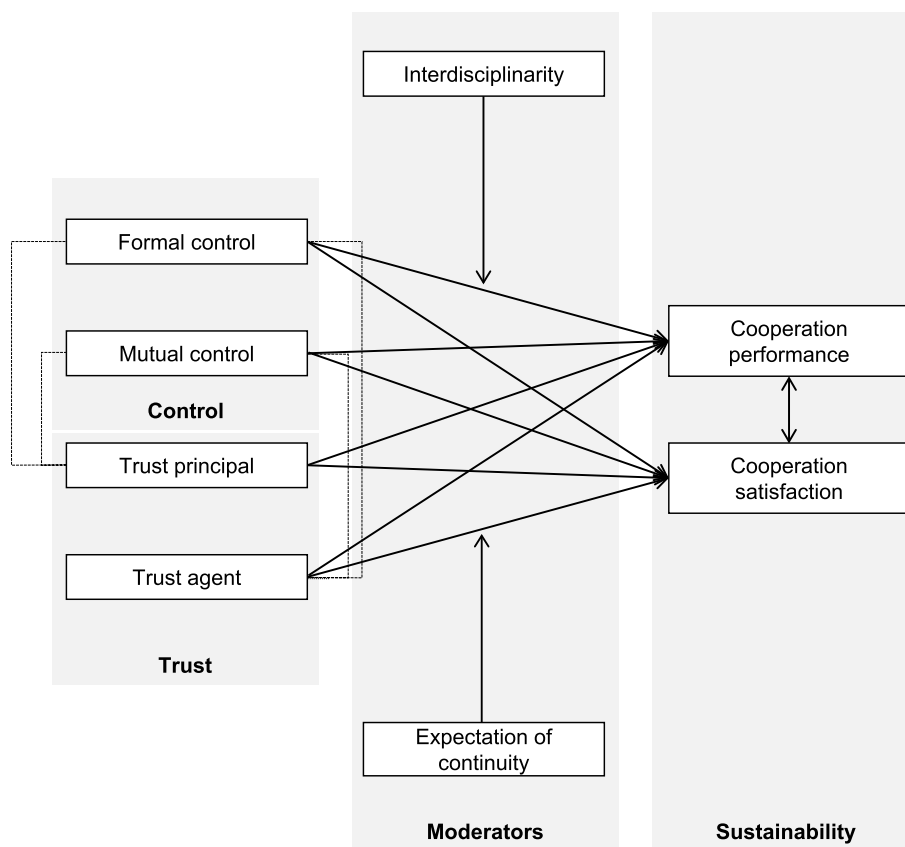 Interdisciplinarity
Formal control
Mutual control
Control
Trust principal
Trust agent
Trust
Cooperation
performance
Cooperation
satisfaction
Expectation of
continuity
Moderators
Sustainability